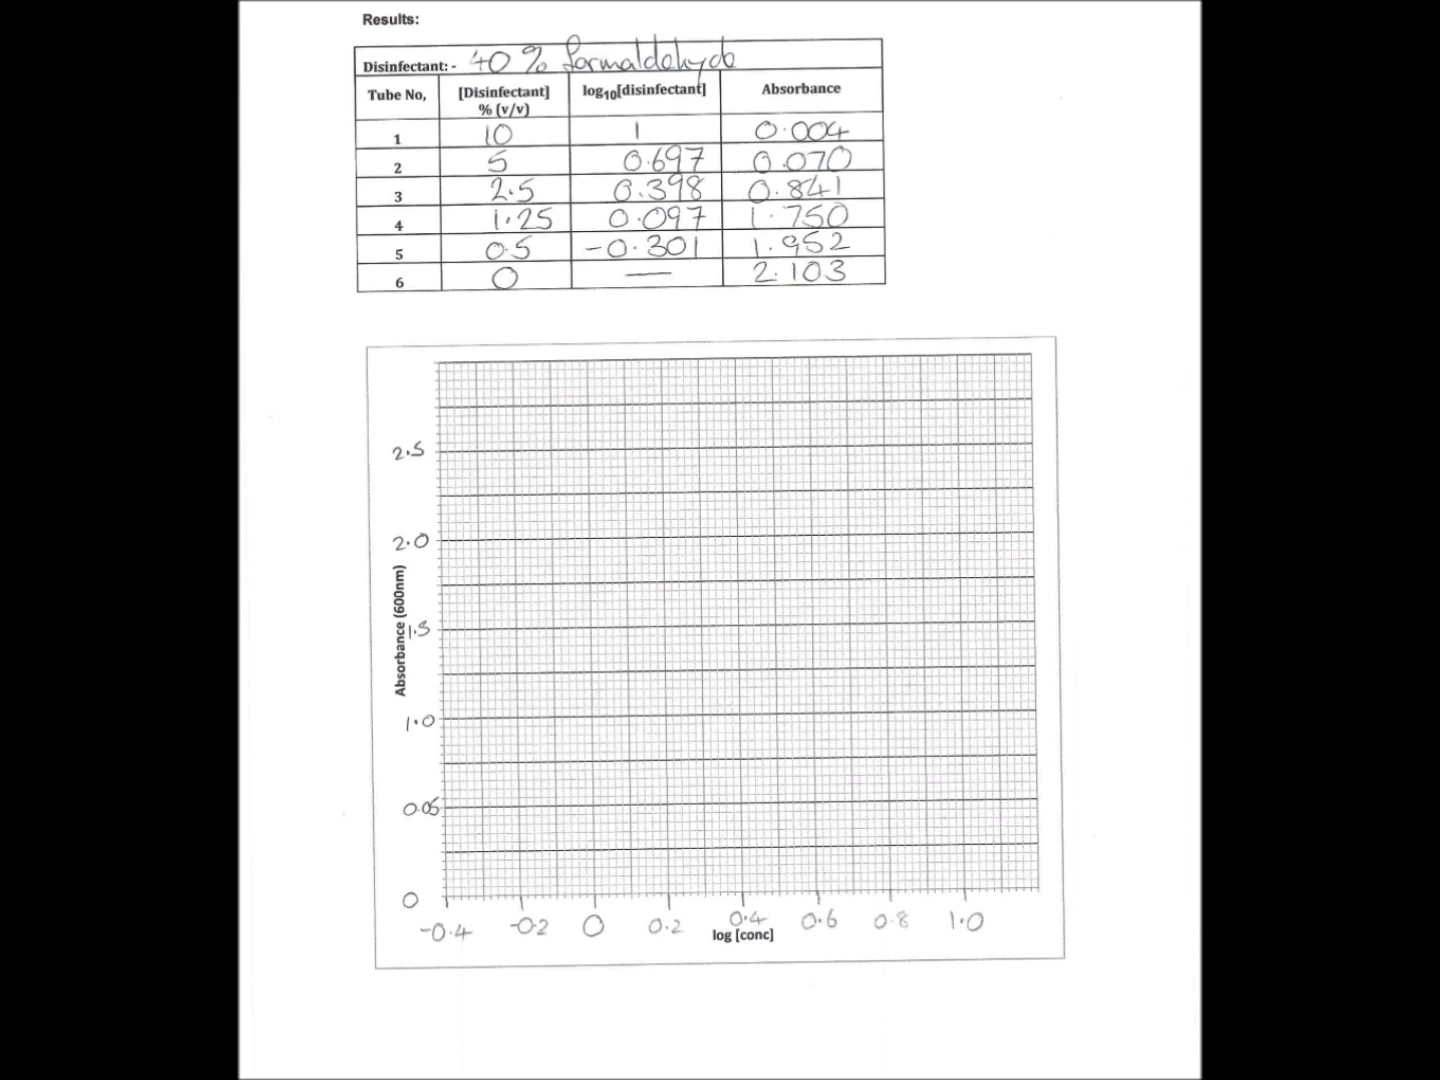 Results:
Disinfectant: - 40% formaldehyde
Tube No, [Disinfectant] % (v/v) log10[disinfectant] Absorbance
1 10 1 0.004
2 5 0.697 0.070
3 2.5 0.398 0.841
4 1.25 0.097 1.750
5 0.5 -0.301 1.952
6 0 — 2.103
2.5
2.0
Absorbance (600nm)
1.5
1.0
0.05
0
-0.4 -0.2 0 0.2 0.4 0.6 0.8 1.0
log [conc]